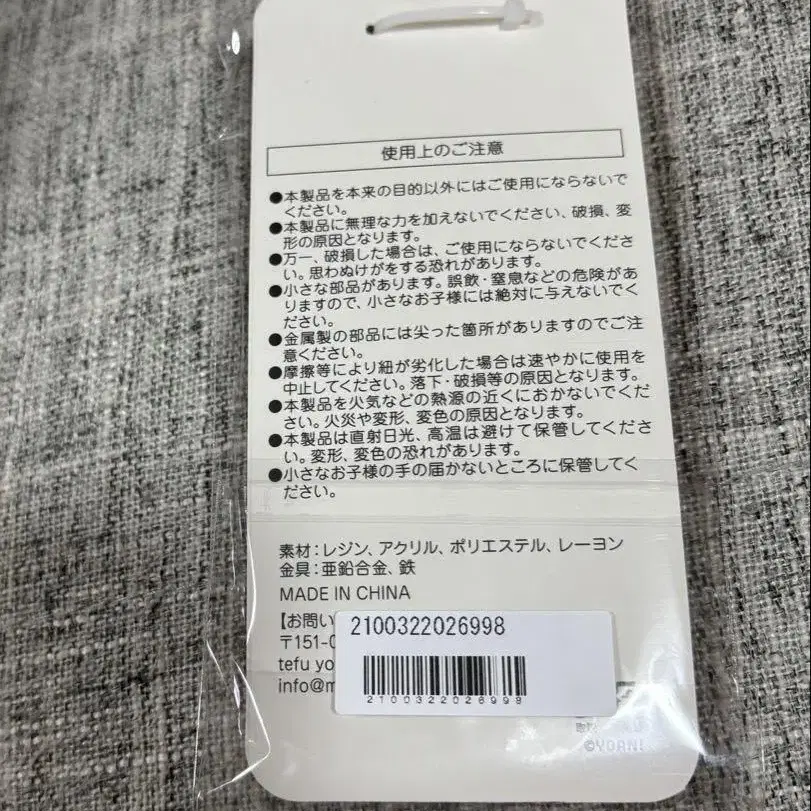 使用上のご注意
●本製品を本来の目的以外にはご使用にならないで
ください。
●本製品に無理な力を加えないでください、破損、変
形の原因となります。
●万一、破損した場合は、ご使用にならないでくださ
い。思わぬけがをする恐れがあります。
●小さな部品があります。誤飲・窒息などの危険があ
りますので、小さなお子様には絶対に与えないでく
ださい。
●金属製の部品には尖った箇所がありますのでご注
意ください。
●摩擦等により紐が劣化した場合は速やかに使用を
中止してください。落下・破損等の原因となります。
●本製品を火気などの熱源の近くにおかないでくだ
さい。火災や変形、変色の原因となります。
●本製品は直射日光、高温は避けて保管してくださ
い。変形、変色の恐れがあります。
●小さなお子様の手の届かないところに保管してく
ださい。
素材：レジン、アクリル、ポリエステル、レーヨン
金具：亜鉛合金、鉄
MADE IN CHINA
【お問い
〒151-0
tefu yo
info@m
2100322026998
2100322026998
©YOANI